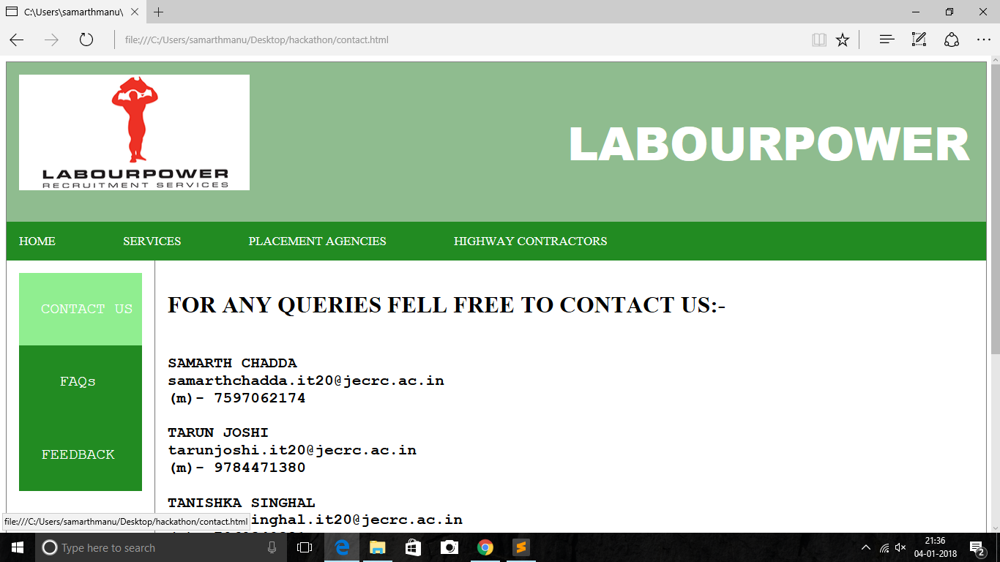 C:\Users\samarthmanu\
file:///C:/Users/samarthmanu/Desktop/hackathon/contact.html
LABOURPOWER
RECRUITMENT SERVICES
LABOURPOWER
HOME SERVICES PLACEMENT AGENCIES HIGHWAY CONTRACTORS
CONTACT US
FAQs
FEEDBACK
FOR ANY QUERIES FELL FREE TO CONTACT US:-
SAMARTH CHADDA
samarthchadda.it20@jecrc.ac.in
(m)- 7597062174
TARUN JOSHI
tarunjoshi.it20@jecrc.ac.in
(m)- 9784471380
TANISHKA SINGHAL
inghal.it20@jecrc.ac.in
file:///C:/Users/samarthmanu/Desktop/hackathon/contact.html
Type here to search
21:36
04-01-2018
2